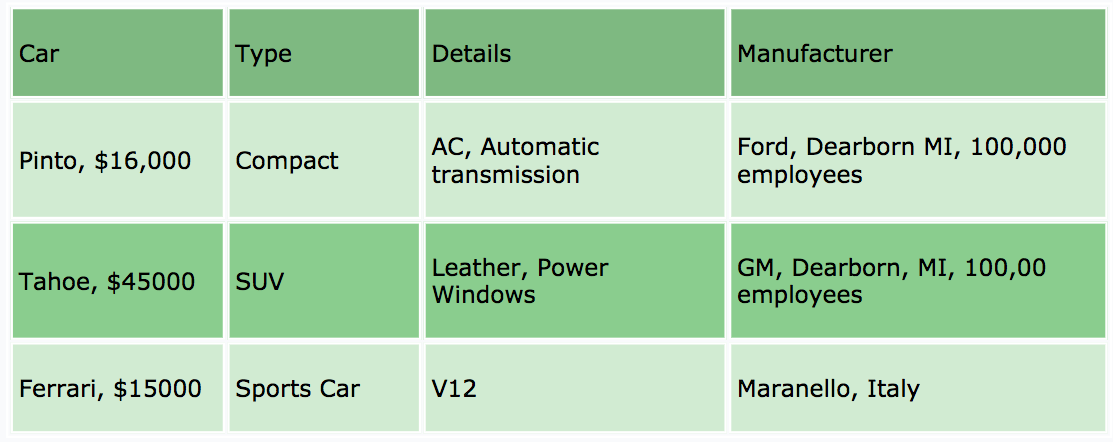 Car
Type
Details
Manufacturer
Pinto, $16,000
Compact
AC, Automatic
transmission
Ford, Dearborn MI, 100,000
employees
Tahoe, $45000
SUV
Leather, Power
Windows
GM, Dearborn, MI, 100,00
employees
Ferrari, $15000
Sports Car
V12
Maranello, Italy